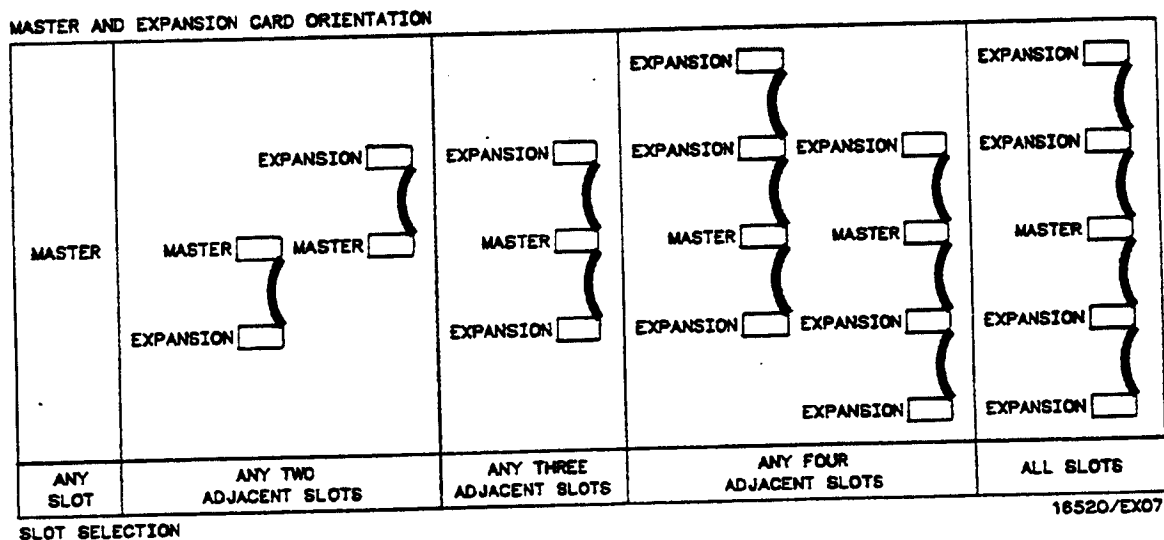 MASTER AND EXPANSION CARD ORIENTATION
MASTER
EXPANSION
MASTER
MASTER
EXPANSION
EXPANSION
MASTER
EXPANSION
EXPANSION
EXPANSION
EXPANSION
MASTER
MASTER
EXPANSION
EXPANSION
EXPANSION
EXPANSION
EXPANSION
MASTER
EXPANSION
EXPANSION
ANY
SLOT
ANY TWO
ADJACENT SLOTS
ANY THREE
ADJACENT SLOTS
ANY FOUR
ADJACENT SLOTS
ALL SLOTS
16520/EX07
SLOT SELECTION